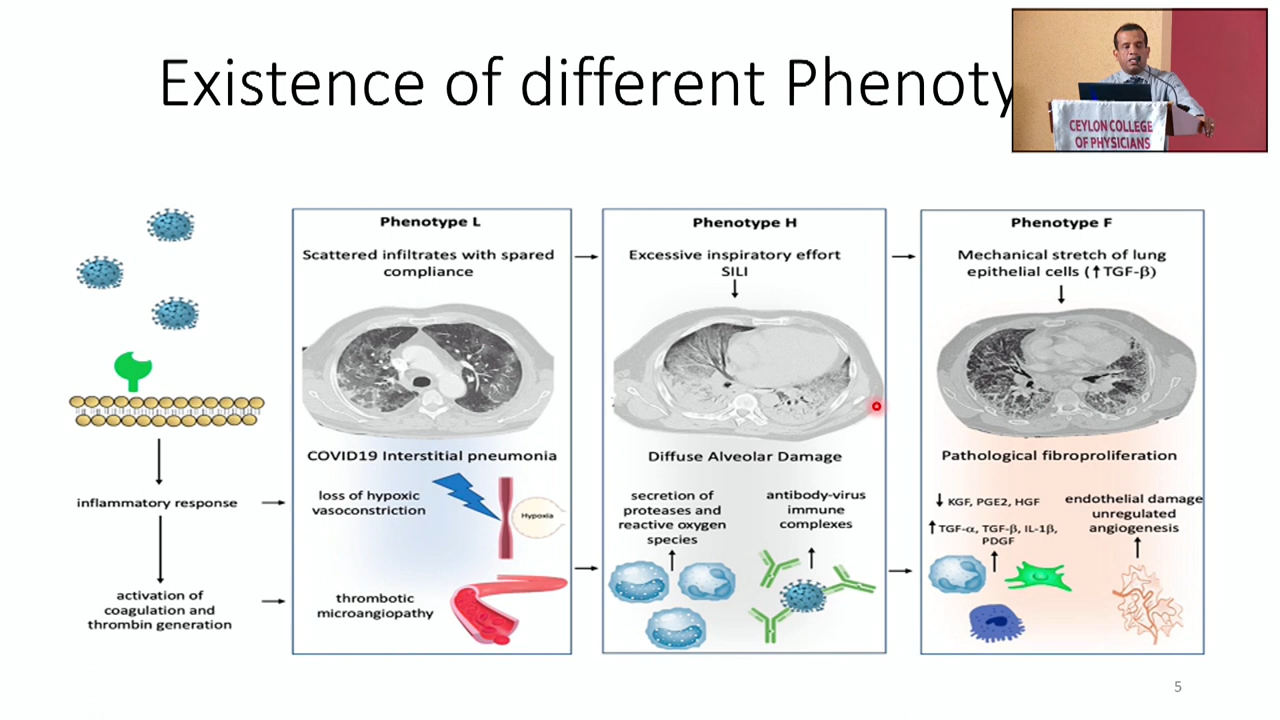 Existence of different Phenoty
CEYLON COLLEGE
OF PHYSICIANS
inflammatory response
activation of
coagulation and
thrombin generation
Phenotype L
Scattered infiltrates with spared
compliance
COVID19 Interstitial pneumonia
loss of hypoxic
vasoconstriction
Hypoxia
thrombotic
microangiopathy
Phenotype H
Excessive inspiratory effort
SILI
Diffuse Alveolar Damage
secretion of
proteases and
reactive oxygen
species
antibody-virus
immune
complexes
Phenotype F
Mechanical stretch of lung
epithelial cells (↑TGF-β)
Pathological fibroproliferation
↓ KGF, PGE2, HGF
↑TGF-α, TGF-β, IL-1β,
PDGF
endothelial damage
unregulated
angiogenesis
5